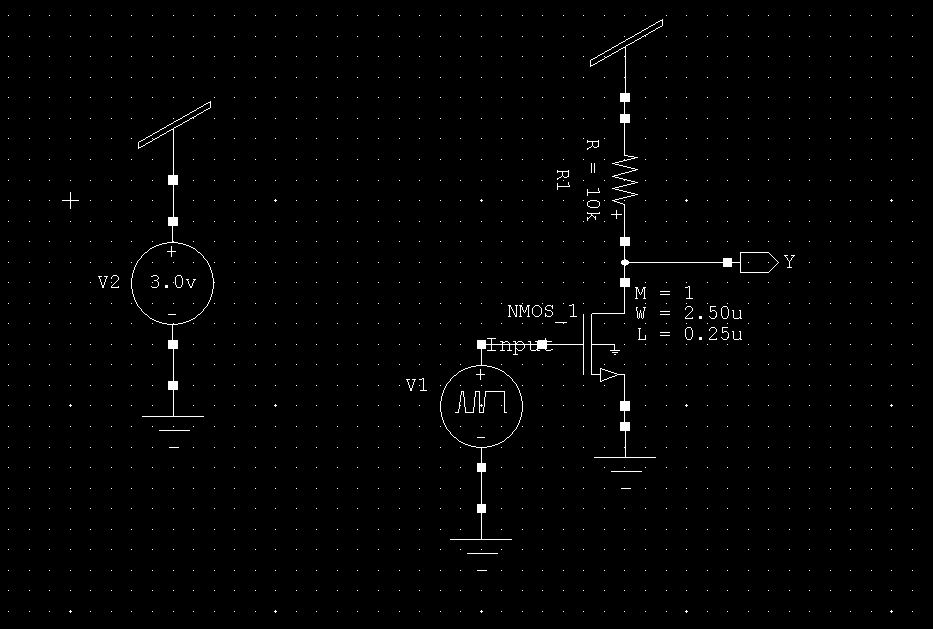 R = 10k
R1
Y
V2
3.0v
M = 1
W = 2.50u
L = 0.25u
NMOS_1
Input
V1